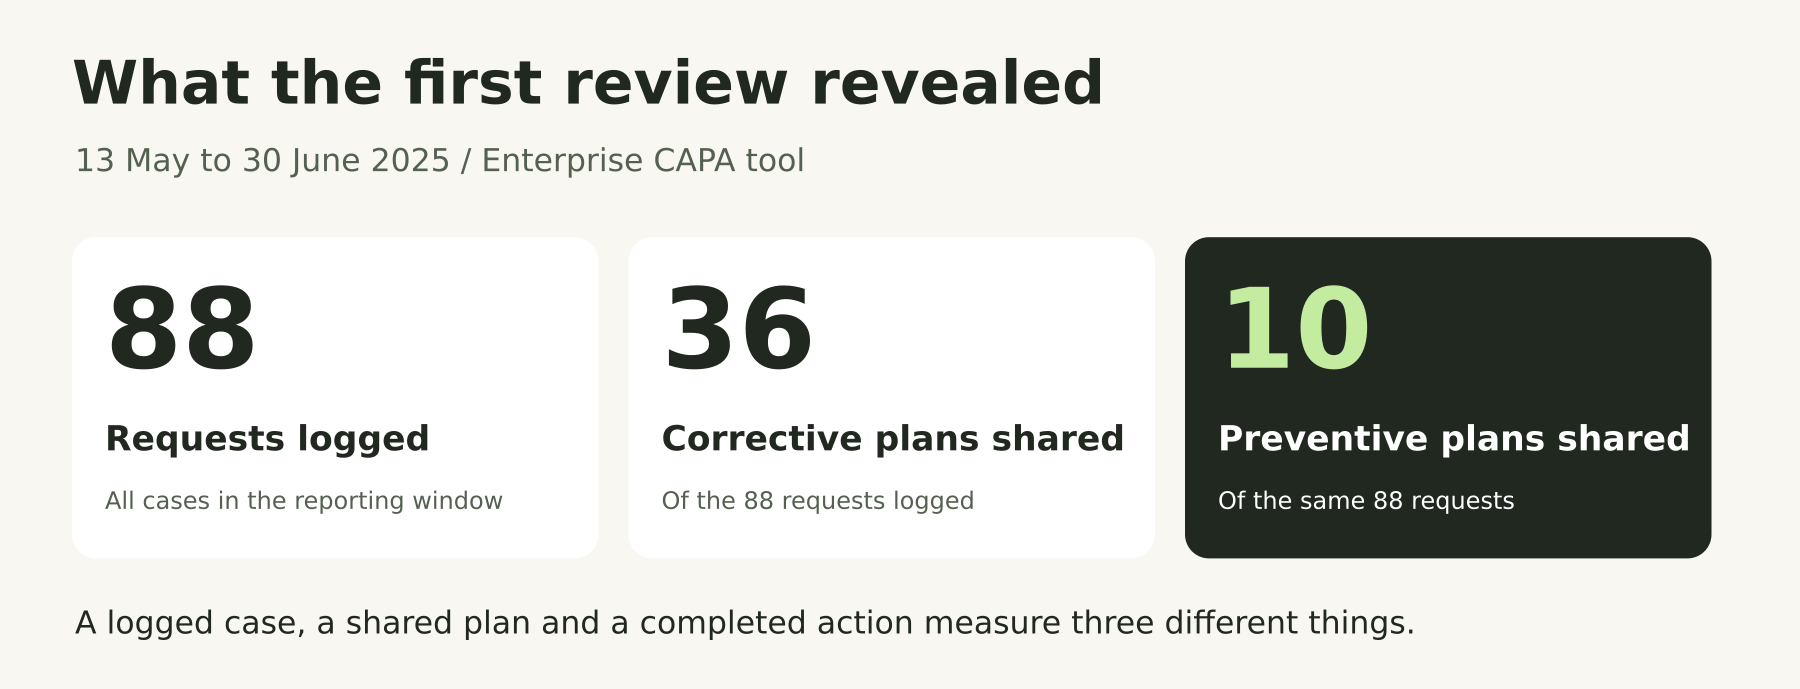 What the first review revealed
13 May to 30 June 2025 / Enterprise CAPA tool
88
Requests logged
All cases in the reporting window
36
Corrective plans shared
Of the 88 requests logged
10
Preventive plans shared
Of the same 88 requests
A logged case, a shared plan and a completed action measure three different things.